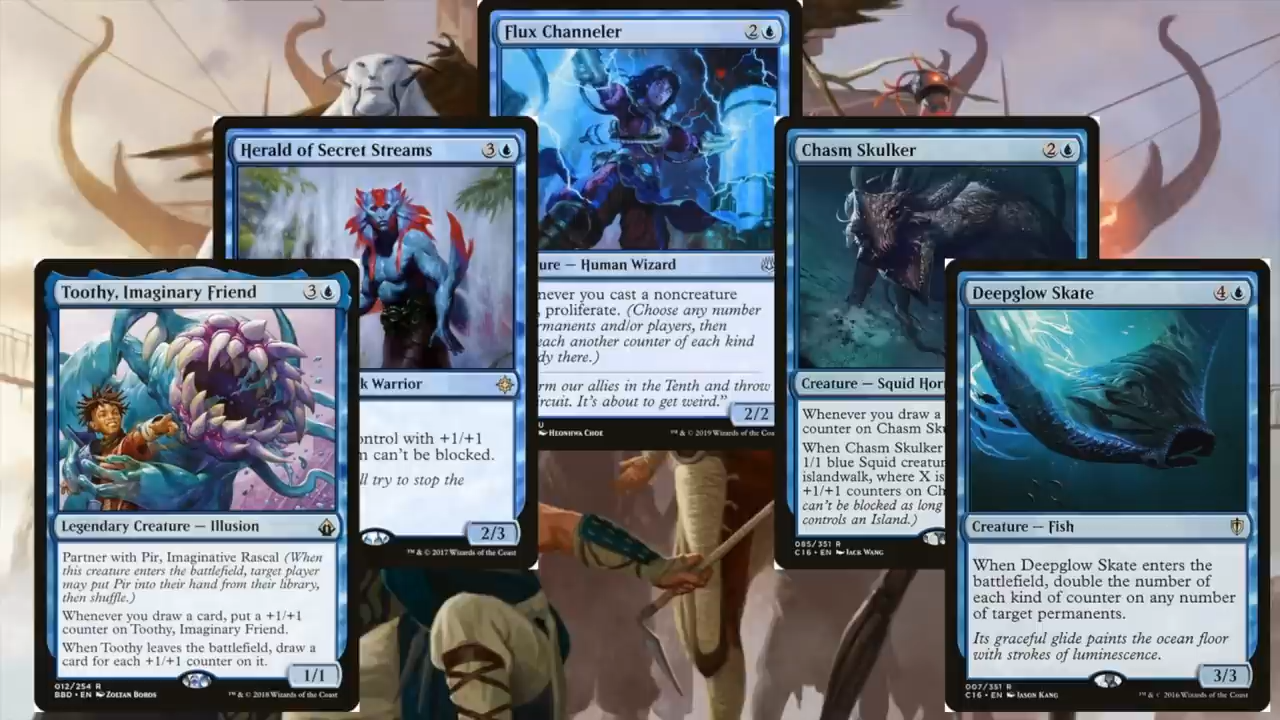 Flux Channeler 2
ure — Human Wizard
never you cast a noncreature
, proliferate. (Choose any number
rmanents and/or players, then
each another counter of each kind
dy there.)
rm our allies in the Tenth and throw
rcuit. It's about to get weird."
2/2
U
Heonhwa Choe ™ & © 2019 Wizards of the Coa
Herald of Secret Streams 3
k Warrior
ontrol with +1/+1
n can't be blocked.
ll try to stop the
2/3
™ & © 2017 Wizards of the Coast
Chasm Skulker 2
Creature — Squid Hor
Whenever you draw a
counter on Chasm Sku
When Chasm Skulker
1/1 blue Squid creatur
islandwalk, where X is
+1/+1 counters on Ch
can't be blocked as long
controls an Island.)
085/351 R
C16 • EN Jack Wang
Toothy, Imaginary Friend 3
Legendary Creature — Illusion
Partner with Pir, Imaginative Rascal (When
this creature enters the battlefield, target player
may put Pir into their hand from their library,
then shuffle.)
Whenever you draw a card, put a +1/+1
counter on Toothy, Imaginary Friend.
When Toothy leaves the battlefield, draw a
card for each +1/+1 counter on it.
1/1
012/254 R
BBD • EN Zoltan Boros ™ & © 2018 Wizards of the Coast
Deepglow Skate 4
Creature — Fish
When Deepglow Skate enters the
battlefield, double the number of
each kind of counter on any number
of target permanents.
Its graceful glide paints the ocean floor
with strokes of luminescence.
3/3
007/351 R
C16 • EN Jason Kang ™ & © 2016 Wizards of the Coast